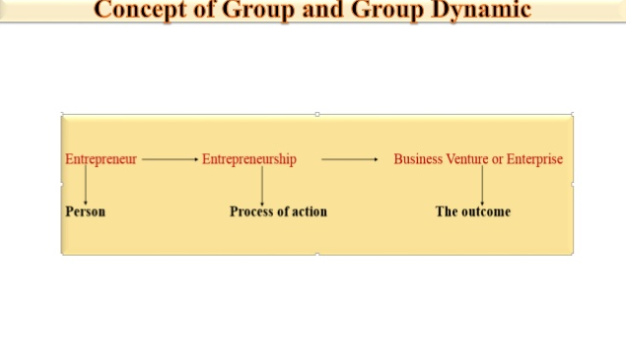 Concept of Group and Group Dynamic
Entrepreneur Entrepreneurship Business Venture or Enterprise
Person Process of action The outcome